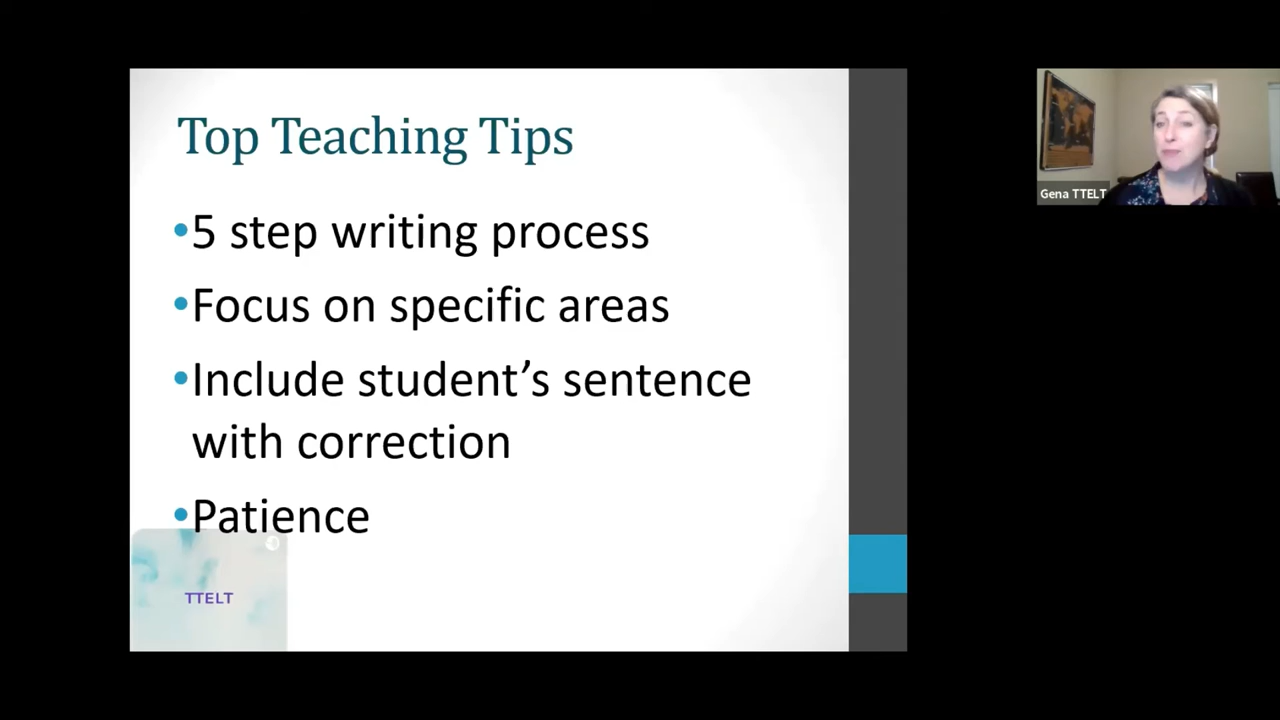 Top Teaching Tips
•5 step writing process
•Focus on specific areas
•Include student’s sentence
with correction
•Patience
TTELT
Gena TTELT